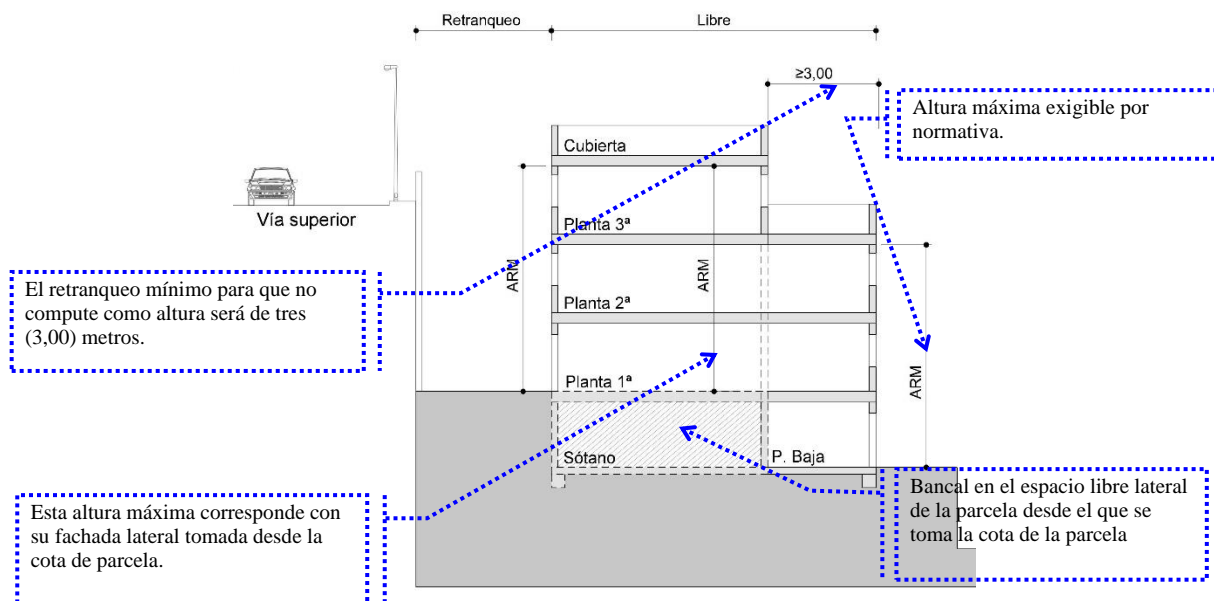 Retranqueo
Libre
≥3,00
Altura máxima exigible por
normativa.
Cubierta
Vía superior
Planta 3ª
El retranqueo mínimo para que no
compute como altura será de tres
(3,00) metros.
ARM
ARM
Planta 2ª
ARM
Planta 1ª
Sótano
P. Baja
Esta altura máxima corresponde con
su fachada lateral tomada desde la
cota de parcela.
Bancal en el espacio libre lateral
de la parcela desde el que se
toma la cota de la parcela